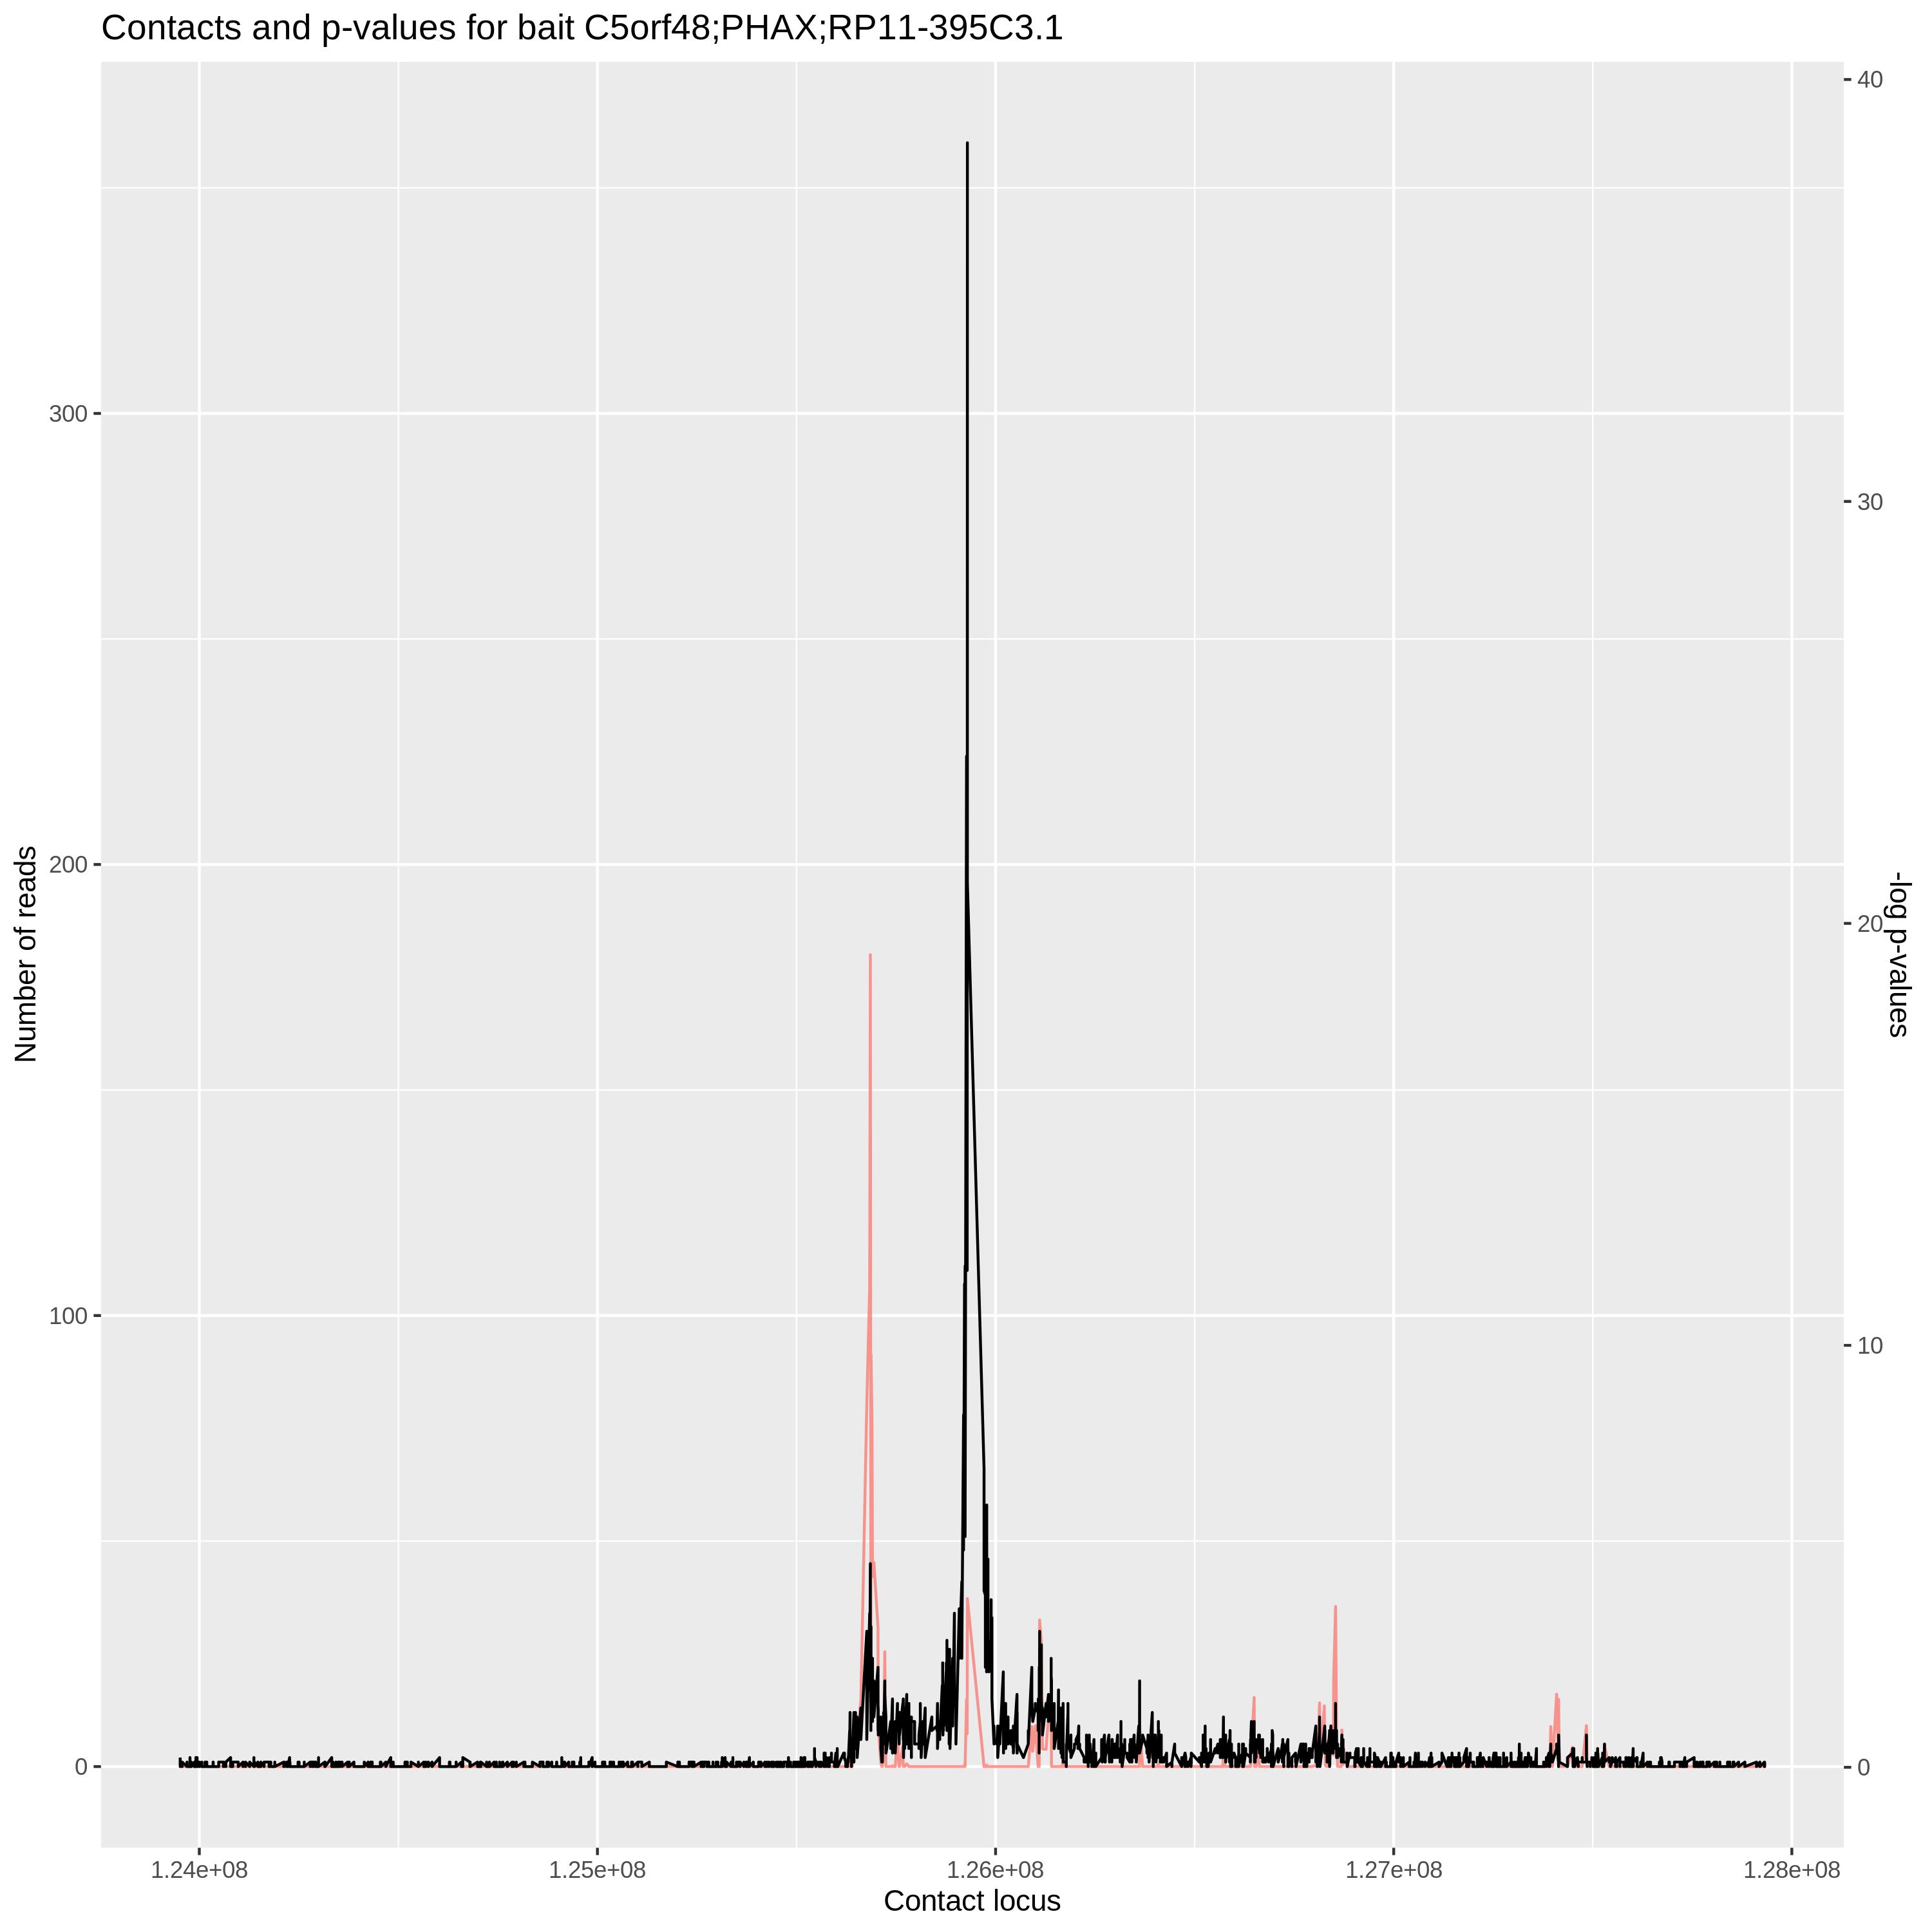 Contacts and p-values for bait C5orf48;PHAX;RP11-395C3.1
Number of reads
300
200
100
0
40
30
20
10
0
-log p-values
1.24e+08
1.25e+08
1.26e+08
1.27e+08
1.28e+08
Contact locus